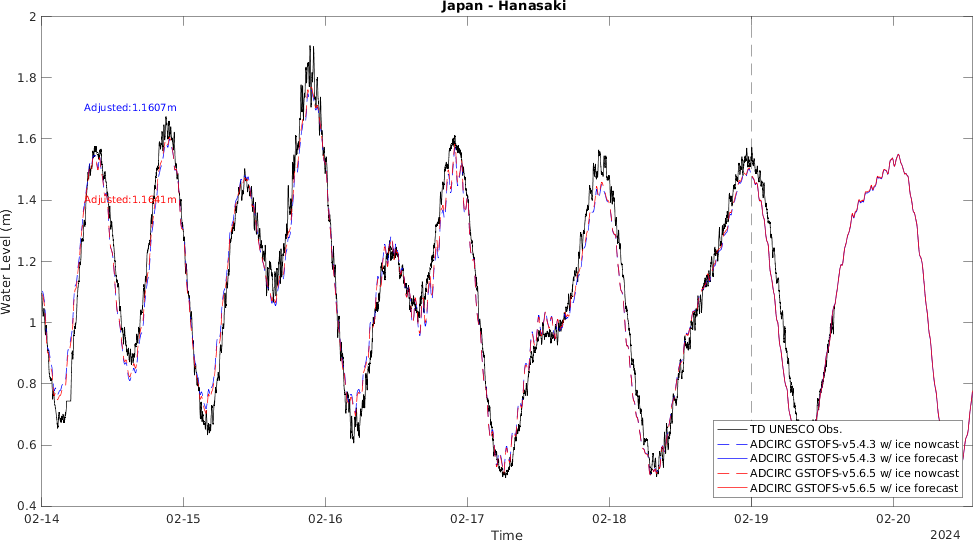 Japan - Hanasaki
2
1.8
1.6
1.4
1.2
1
0.8
0.6
0.4
Water Level (m)
Adjusted:1.1607m
Adjusted:1.1641m
TD UNESCO Obs.
ADCIRC GSTOFS-v5.4.3 w/ ice nowcast
ADCIRC GSTOFS-v5.4.3 w/ ice forecast
ADCIRC GSTOFS-v5.6.5 w/ ice nowcast
ADCIRC GSTOFS-v5.6.5 w/ ice forecast
02-14 02-15 02-16 02-17 02-18 02-19 02-20
Time
2024